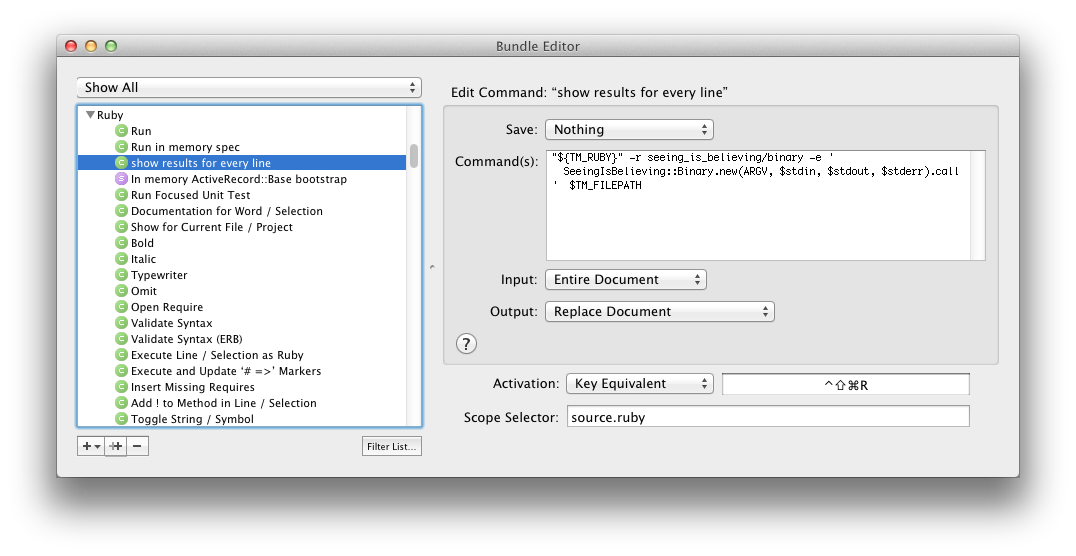 Bundle Editor
Show All
Ruby
C Run
C Run in memory spec
C show results for every line
S In memory ActiveRecord::Base bootstrap
C Run Focused Unit Test
C Documentation for Word / Selection
C Show for Current File / Project
C Bold
C Italic
C Typewriter
C Omit
C Open Require
C Validate Syntax
C Validate Syntax (ERB)
C Execute Line / Selection as Ruby
C Execute and Update ‘# =>’ Markers
C Insert Missing Requires
C Add ! to Method in Line / Selection
C Toggle String / Symbol
Filter List...
Edit Command: “show results for every line”
Save: Nothing
Command(s): "${TM_RUBY}" -r seeing_is_believing/binary -e '
SeeingIsBelieving::Binary.new(ARGV, $stdin, $stdout, $stderr).call
' $TM_FILEPATH
Input: Entire Document
Output: Replace Document
?
Activation: Key Equivalent ^⇧⌘R
Scope Selector: source.ruby